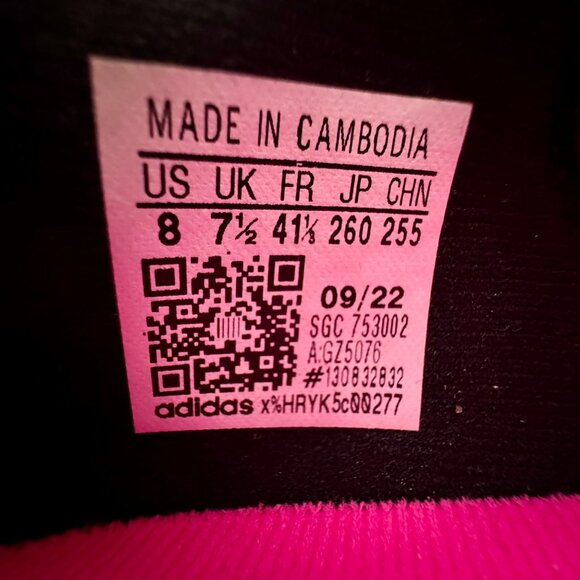 MADE IN CAMBODIA
US UK FR JP CHN
8 7½ 41⅓ 260 255
09/22
SGC 753002
A:GZ5076
#130832832
adidas x%HRYK5c00277